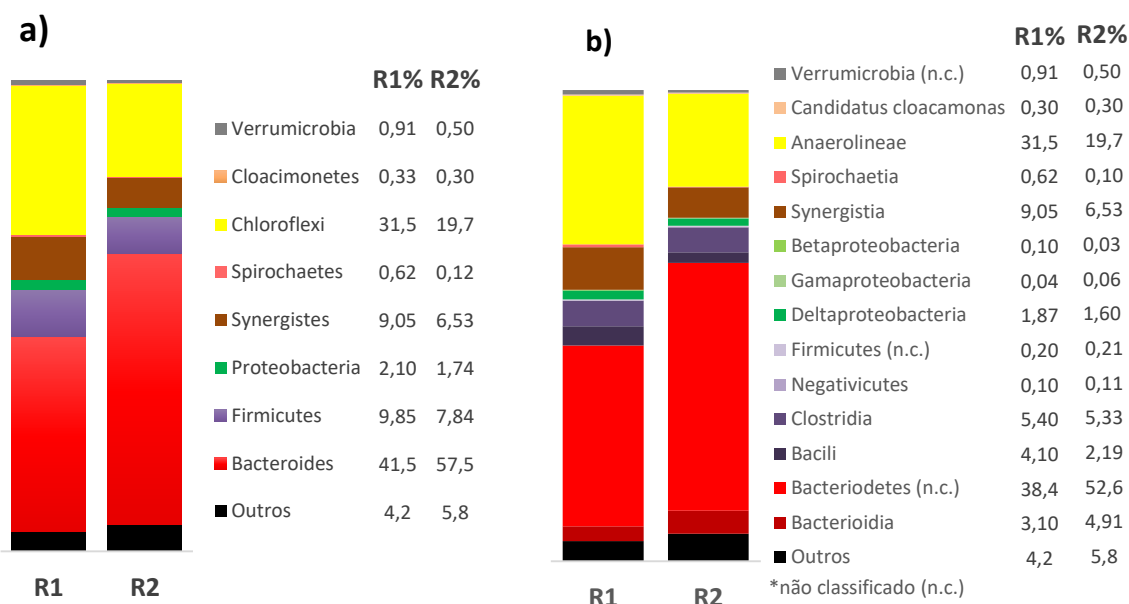 a)
R1% R2%
Verrumicrobia 0,91 0,50
Cloacimonetes 0,33 0,30
Chloroflexi 31,5 19,7
Spirochaetes 0,62 0,12
Synergistes 9,05 6,53
Proteobacteria 2,10 1,74
Firmicutes 9,85 7,84
Bacteroides 41,5 57,5
Outros 4,2 5,8
R1 R2
b)
R1% R2%
Verrumicrobia (n.c.) 0,91 0,50
Candidatus cloacamonas 0,30 0,30
Anaerolineae 31,5 19,7
Spirochaetia 0,62 0,10
Synergistia 9,05 6,53
Betaproteobacteria 0,10 0,03
Gamaproteobacteria 0,04 0,06
Deltaproteobacteria 1,87 1,60
Firmicutes (n.c.) 0,20 0,21
Negativicutes 0,10 0,11
Clostridia 5,40 5,33
Bacili 4,10 2,19
Bacteriodetes (n.c.) 38,4 52,6
Bacterioidia 3,10 4,91
Outros 4,2 5,8
R1 R2
*não classificado (n.c.)